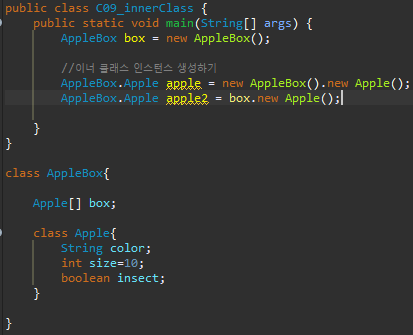 public class C09_innerClass {
public static void main(String[] args) {
AppleBox box = new AppleBox();
//이너 클래스 인스턴스 생성하기
AppleBox.Apple apple = new AppleBox().new Apple();
AppleBox.Apple apple2 = box.new Apple();
}
}
class AppleBox{
Apple[] box;
class Apple{
String color;
int size=10;
boolean insect;
}
}